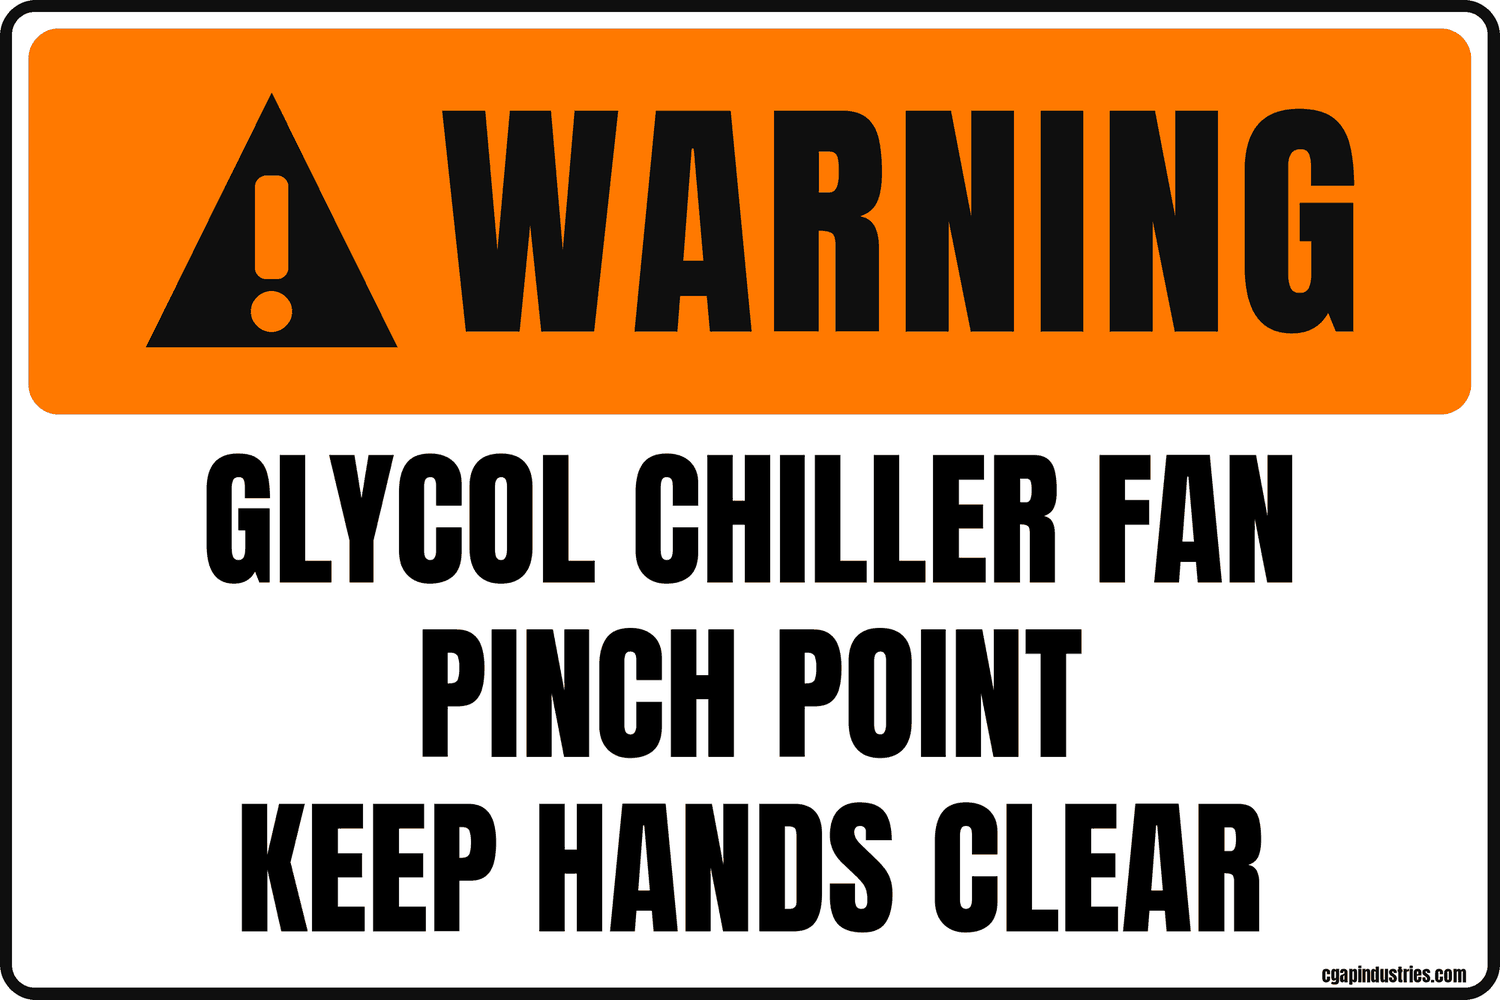 WARNING
GLYCOL CHILLER FAN
PINCH POINT
KEEP HANDS CLEAR
cgapindustries.com